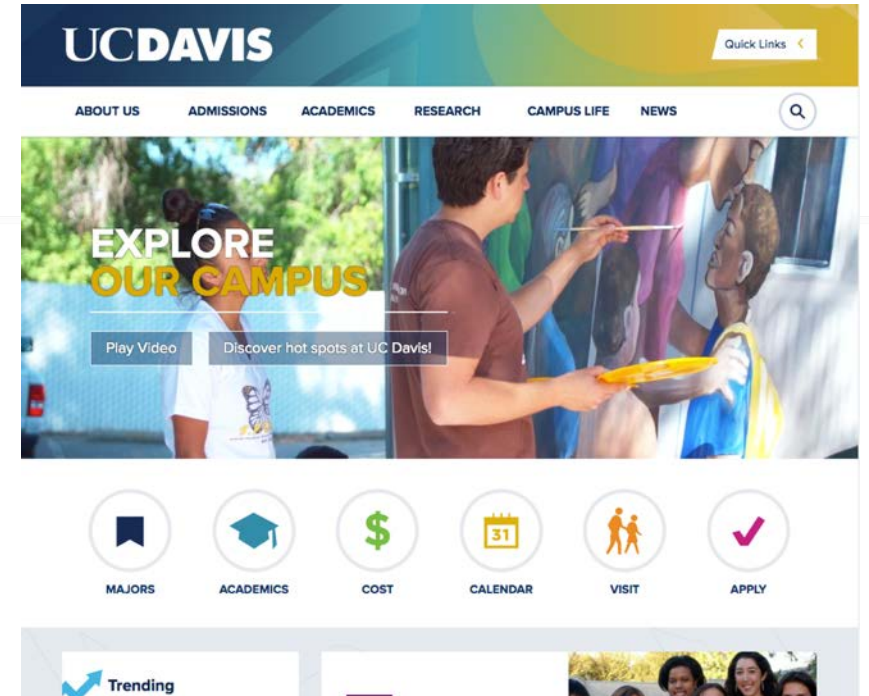 UCDAVIS
Quick Links
ABOUT US ADMISSIONS ACADEMICS RESEARCH CAMPUS LIFE NEWS
EXPLORE
OUR CAMPUS
Play Video Discover hot spots at UC Davis!
31
MAJORS ACADEMICS COST CALENDAR VISIT APPLY
Trending